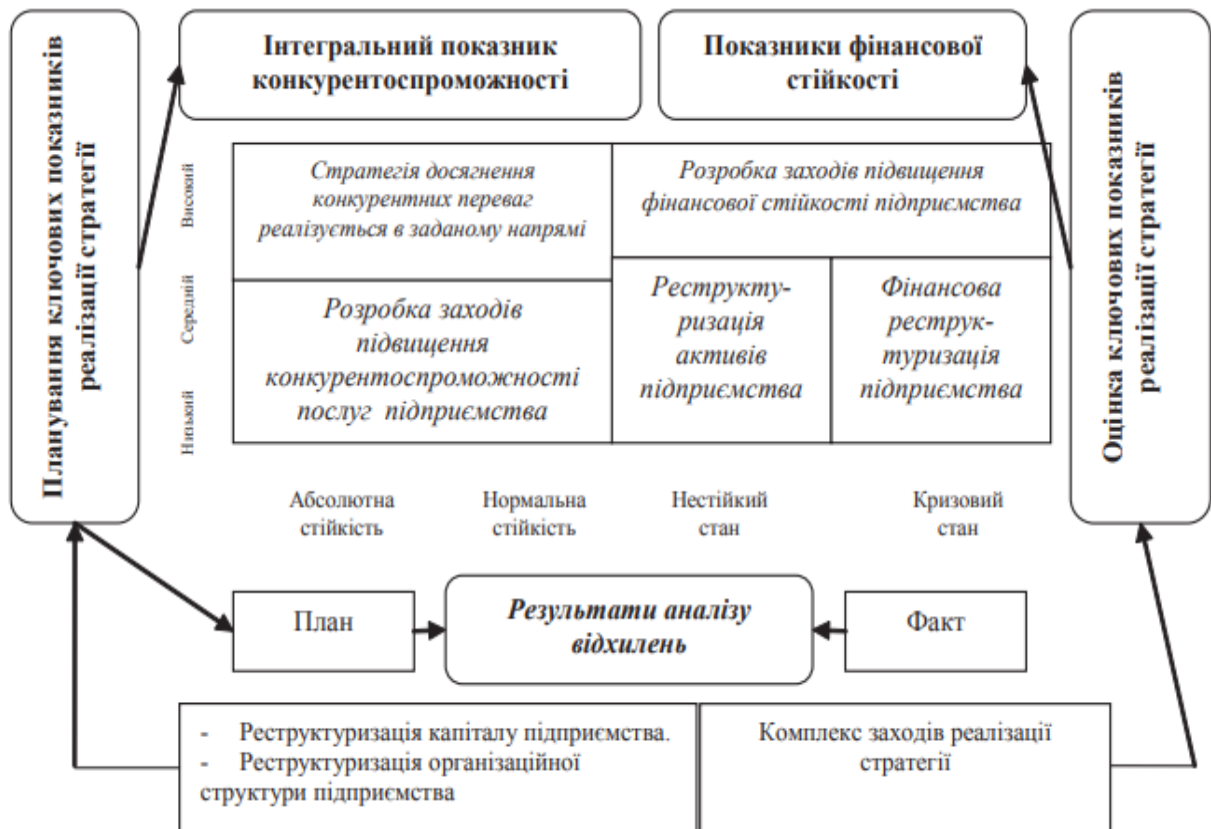 Планування ключових показників
реалізації стратегії
Інтегральний показник
конкурентоспроможності
Показники фінансової
стійкості
Оцінка ключових показників
реалізації стратегії
Високий
Середній
Низький
Стратегія досягнення
конкурентних переваг
реалізується в заданому напрямі
Розробка заходів підвищення
фінансової стійкості підприємства
Розробка заходів
підвищення
конкурентоспроможності
послуг підприємства
Реструкту-
ризація
активів
підприємства
Фінансова
реструк-
туризація
підприємства
Абсолютна
стійкість
Нормальна
стійкість
Нестійкий
стан
Кризовий
стан
План
Результати аналізу
відхилень
Факт
- Реструктуризація капіталу підприємства.
- Реструктуризація організаційної
структури підприємства
Комплекс заходів реалізації
стратегії